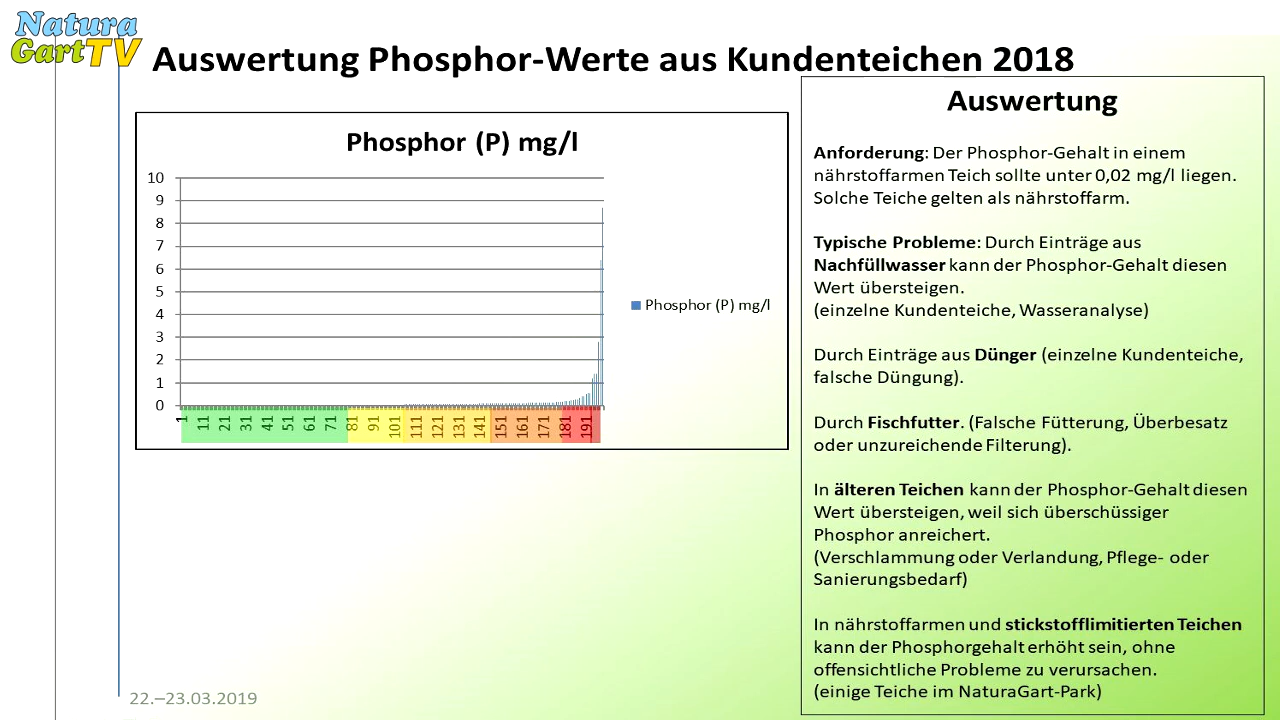 Natura
GartTV
Auswertung Phosphor-Werte aus Kundenteichen 2018
Phosphor (P) mg/l
10
9
8
7
6
5
4
3
2
1
0
1 11 21 31 41 51 61 71 81 91 101 111 121 131 141 151 161 171 181 191
Phosphor (P) mg/l
Auswertung
Anforderung: Der Phosphor-Gehalt in einem
nährstoffarmen Teich sollte unter 0,02 mg/l liegen.
Solche Teiche gelten als nährstoffarm.
Typische Probleme: Durch Einträge aus
Nachfüllwasser kann der Phosphor-Gehalt diesen
Wert übersteigen.
(einzelne Kundenteiche, Wasseranalyse)
Durch Einträge aus Dünger (einzelne Kundenteiche,
falsche Düngung).
Durch Fischfutter. (Falsche Fütterung, Überbesatz
oder unzureichende Filterung).
In älteren Teichen kann der Phosphor-Gehalt diesen
Wert übersteigen, weil sich überschüssiger
Phosphor anreichert.
(Verschlammung oder Verlandung, Pflege- oder
Sanierungsbedarf)
In nährstoffarmen und stickstofflimitierten Teichen
kann der Phosphorgehalt erhöht sein, ohne
offensichtliche Probleme zu verursachen.
(einige Teiche im NaturaGart-Park)
22.–23.03.2019